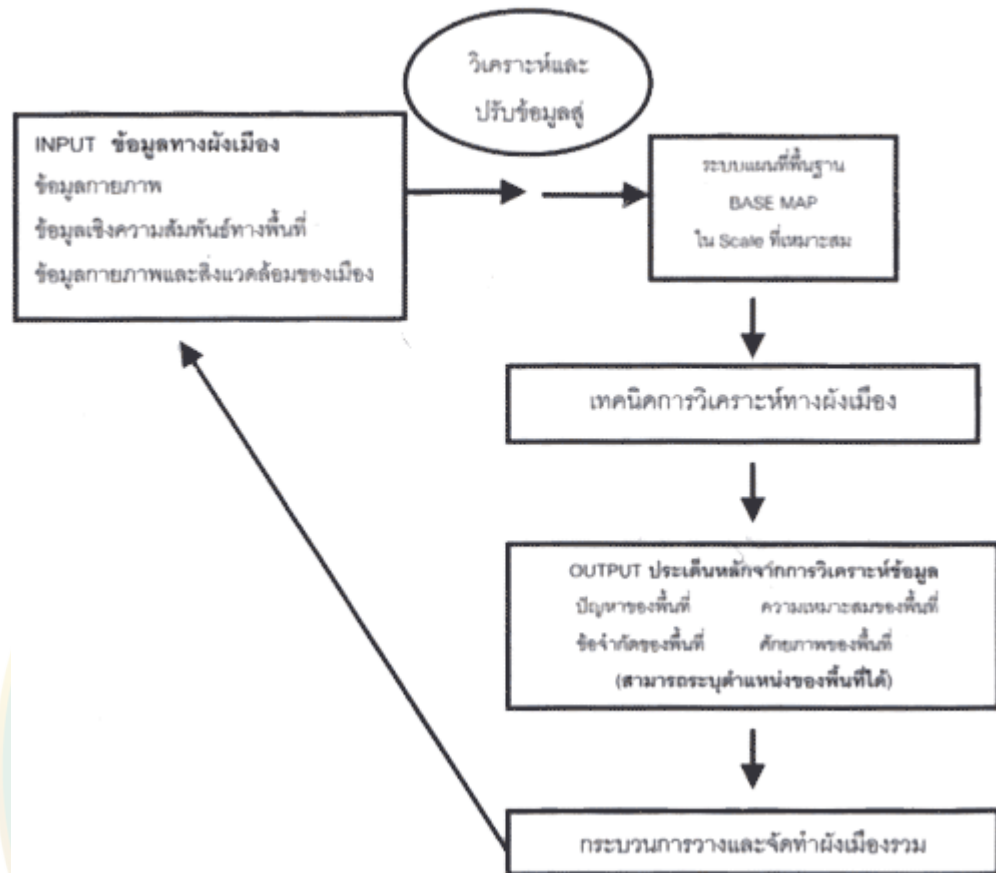 วิเคราะห์และ
ปรับข้อมูลสู่
INPUT ข้อมูลทางผังเมือง
ข้อมูลกายภาพ
ข้อมูลเชิงความสัมพันธ์ทางพื้นที่
ข้อมูลกายภาพและสิ่งแวดล้อมของเมือง
ระบบแผนที่พื้นฐาน
BASE MAP
ใน Scale ที่เหมาะสม
เทคนิคการวิเคราะห์ทางผังเมือง
OUTPUT ประเด็นหลักจากการวิเคราะห์ข้อมูล
ปัญหาของพื้นที่ ความเหมาะสมของพื้นที่
ข้อจำกัดของพื้นที่ ศักยภาพของพื้นที่
(สามารถระบุตำแหน่งของพื้นที่ได้)
กระบวนการวางและจัดทำผังเมืองรวม